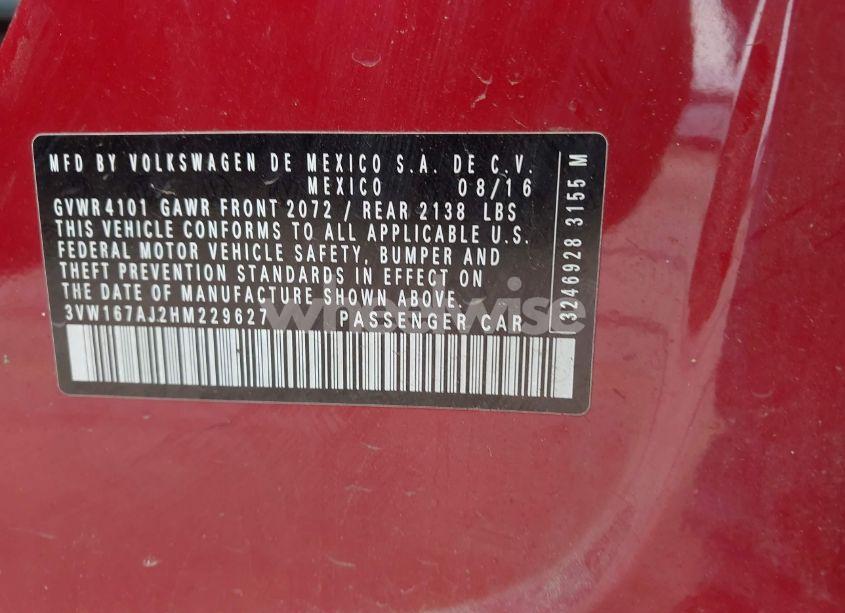 MFD BY VOLKSWAGEN DE MEXICO S.A. DE C.V.
MEXICO 08/16
GVWR4101 GAWR FRONT 2072 / REAR 2138 LBS
THIS VEHICLE CONFORMS TO ALL APPLICABLE U.S.
FEDERAL MOTOR VEHICLE SAFETY, BUMPER AND
THEFT PREVENTION STANDARDS IN EFFECT ON
THE DATE OF MANUFACTURE SHOWN ABOVE.
3VW167AJ2HM229627 PASSENGER CAR
3246928 3155 M
wheelwise